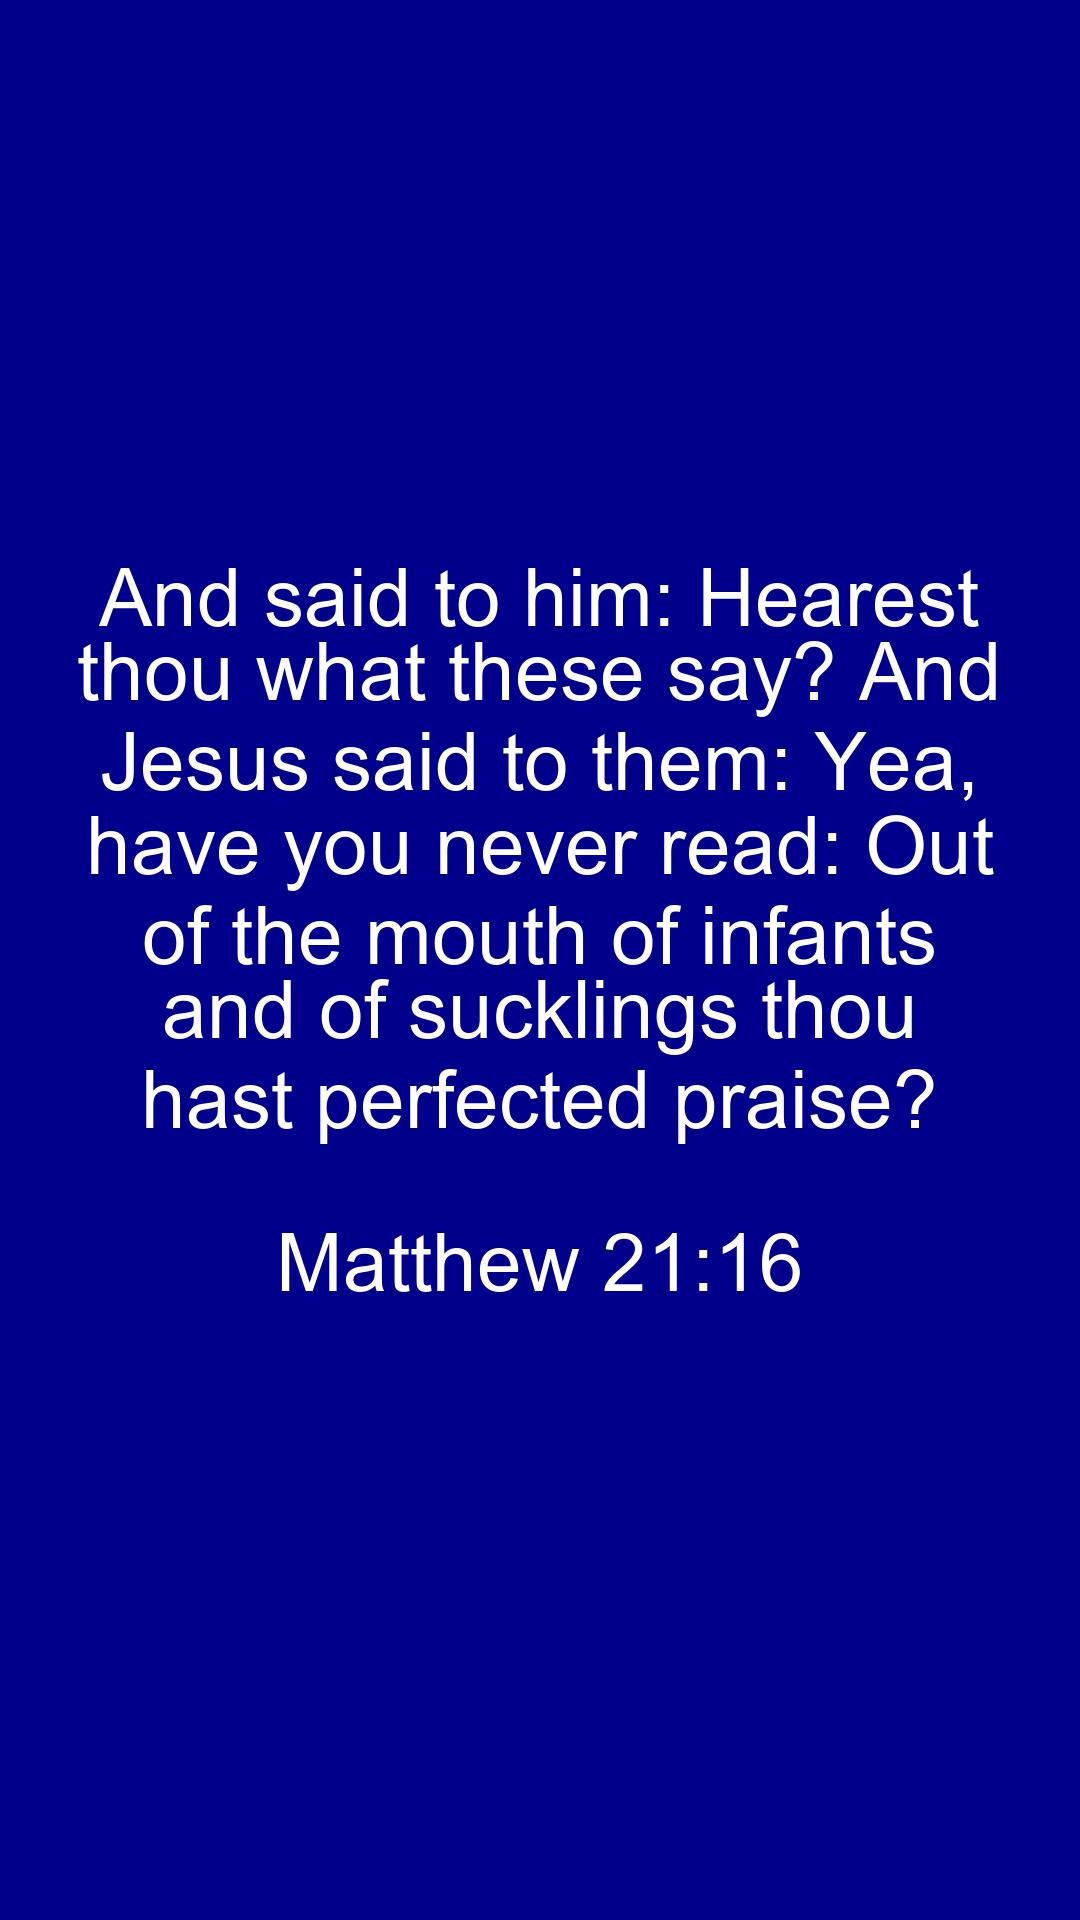 And said to him: Hearest
thou what these say? And
Jesus said to them: Yea,
have you never read: Out
of the mouth of infants
and of sucklings thou
hast perfected praise?
Matthew 21:16